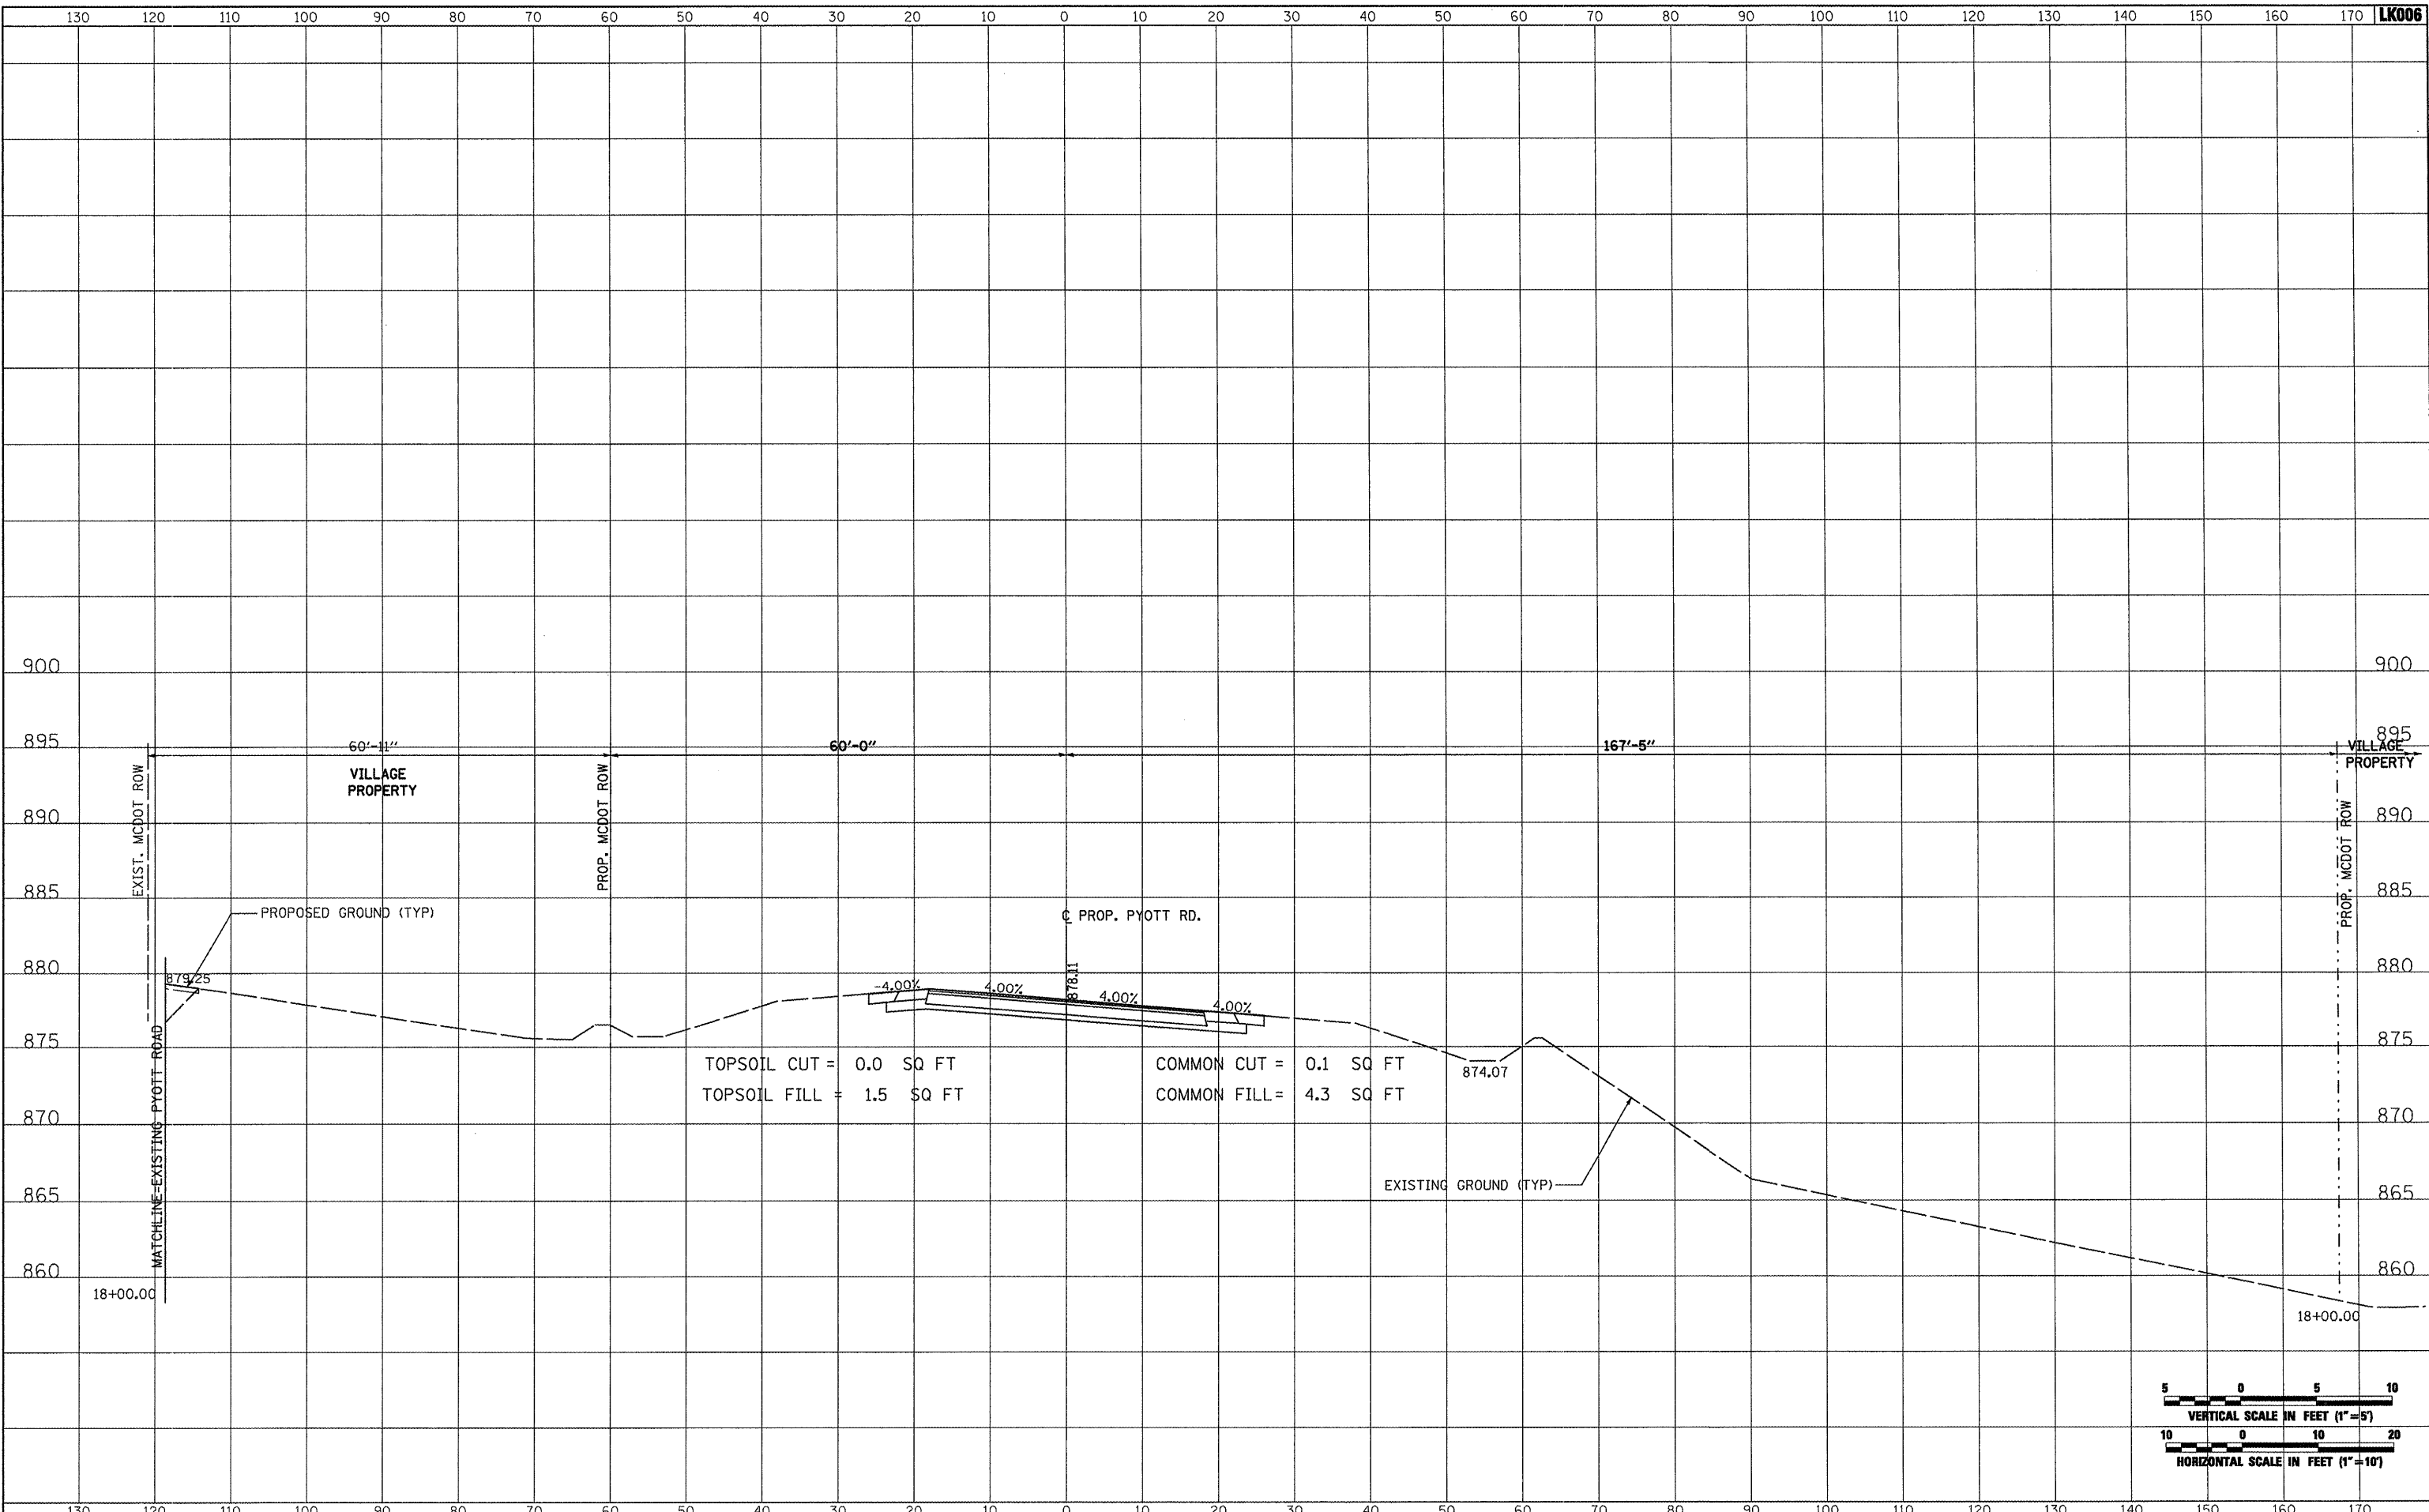 130 120 110 100 90 80 70 60 50 40 30 20 10 0 10 20 30 40 50 60 70 80 90 100 110 120 130 140 150 160 170 LK006
900 900
895 895
60'-11" 60'-0" 167'-5"
VILLAGE
PROPERTY
VILLAGE
PROPERTY
EXIST. MCDOT ROW
PROP. MCDOT ROW
PROP. MCDOT ROW
890 890
885 885
PROPOSED GROUND (TYP)
℄ PROP. PYOTT RD.
880 880
879.25
878.11
-4.00% 4.00% 4.00% 4.00%
875 875
MATCHLINE-EXISTING PYOTT ROAD
TOPSOIL CUT = 0.0 SQ FT COMMON CUT = 0.1 SQ FT
874.07
TOPSOIL FILL = 1.5 SQ FT COMMON FILL= 4.3 SQ FT
870 870
EXISTING GROUND (TYP)
865 865
860 860
18+00.00
18+00.00
5 0 5 10
VERTICAL SCALE IN FEET (1"=5')
10 0 10 20
HORIZONTAL SCALE IN FEET (1"=10')
130 120 110 100 90 80 70 60 50 40 30 20 10 0 10 20 30 40 50 60 70 80 90 100 110 120 130 140 150 160 170